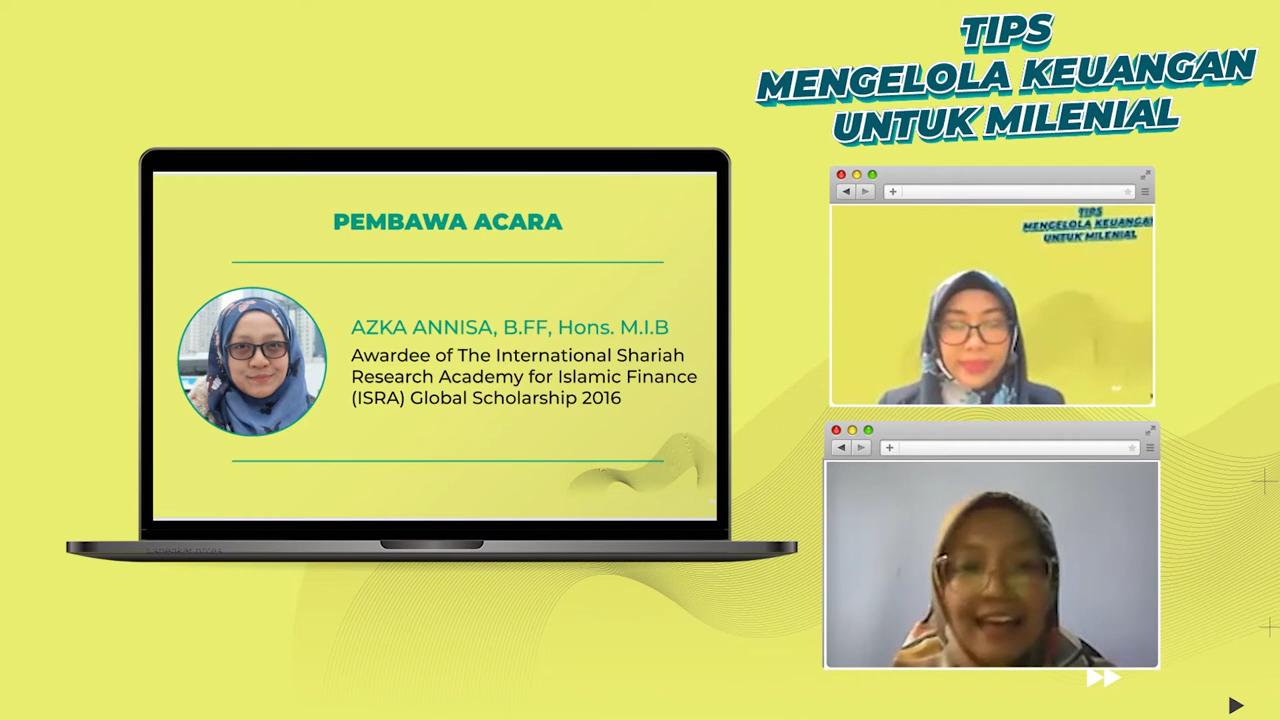 TIPS
MENGELOLA KEUANGAN
UNTUK MILENIAL
PEMBAWA ACARA
AZKA ANNISA, B.FF, Hons. M.I.B
Awardee of The International Shariah
Research Academy for Islamic Finance
(ISRA) Global Scholarship 2016
TIPS
MENGELOLA KEUANGAN
UNTUK MILENIAL